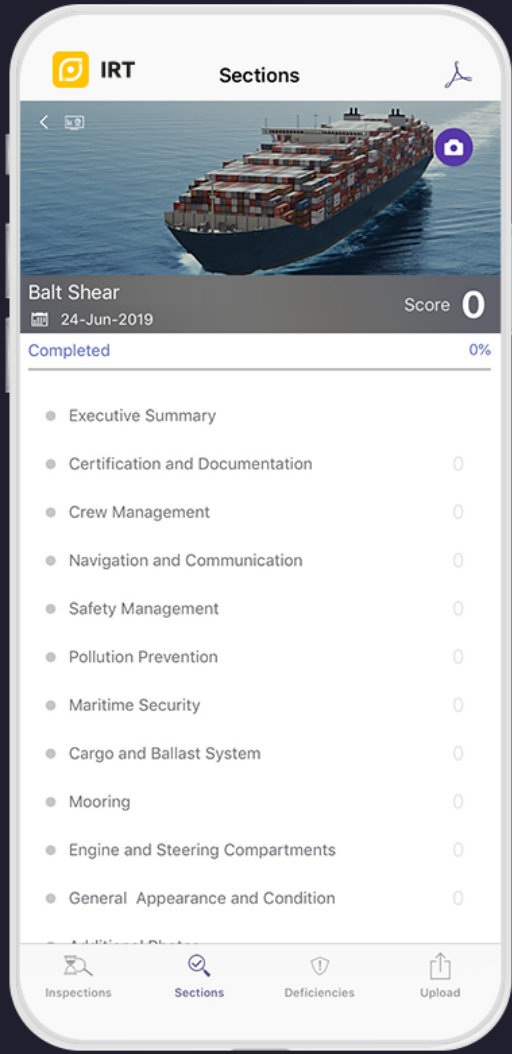 IRT
Sections
Balt Shear
24-Jun-2019
Score 0
Completed 0%
Executive Summary
Certification and Documentation 0
Crew Management 0
Navigation and Communication 0
Safety Management 0
Pollution Prevention 0
Maritime Security 0
Cargo and Ballast System 0
Mooring 0
Engine and Steering Compartments 0
General Appearance and Condition 0
Additional Photos
Inspections Sections Deficiencies Upload